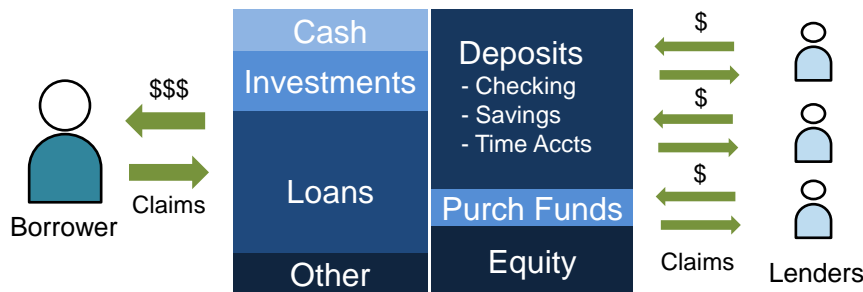 $$$
Borrower
Claims
Cash
Investments
Loans
Other
Deposits
- Checking
- Savings
- Time Accts
Purch Funds
Equity
$
$
$
Claims
Lenders